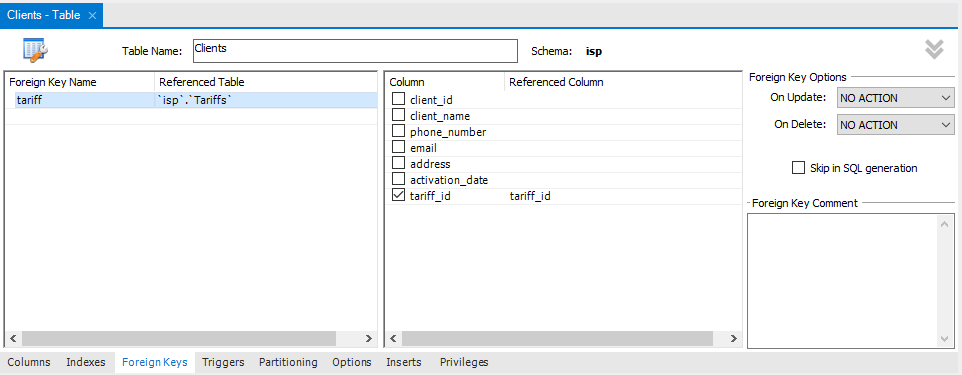 Clients - Table ×
Table Name: Clients Schema: isp
Foreign Key Name Referenced Table
tariff `isp`.`Tariffs`
Column Referenced Column
client_id
client_name
phone_number
email
address
activation_date
tariff_id tariff_id
Foreign Key Options
On Update: NO ACTION
On Delete: NO ACTION
Skip in SQL generation
Foreign Key Comment
Columns Indexes Foreign Keys Triggers Partitioning Options Inserts Privileges